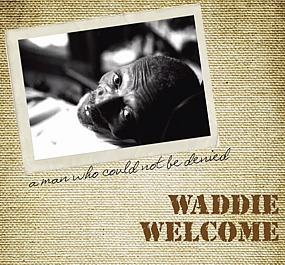 a man who could not be denied
WADDIE
WELCOME